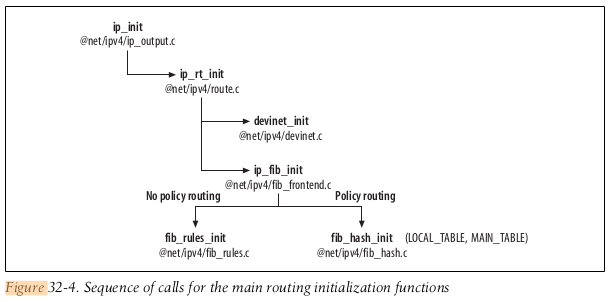 ip_init
@net/ipv4/ip_output.c
ip_rt_init
@net/ipv4/route.c
devinet_init
@net/ipv4/devinet.c
ip_fib_init
@net/ipv4/fib_frontend.c
No policy routing
Policy routing
fib_rules_init
@net/ipv4/fib_rules.c
fib_hash_init (LOCAL_TABLE, MAIN_TABLE)
@net/ipv4/fib_hash.c
Figure 32-4. Sequence of calls for the main routing initialization functions